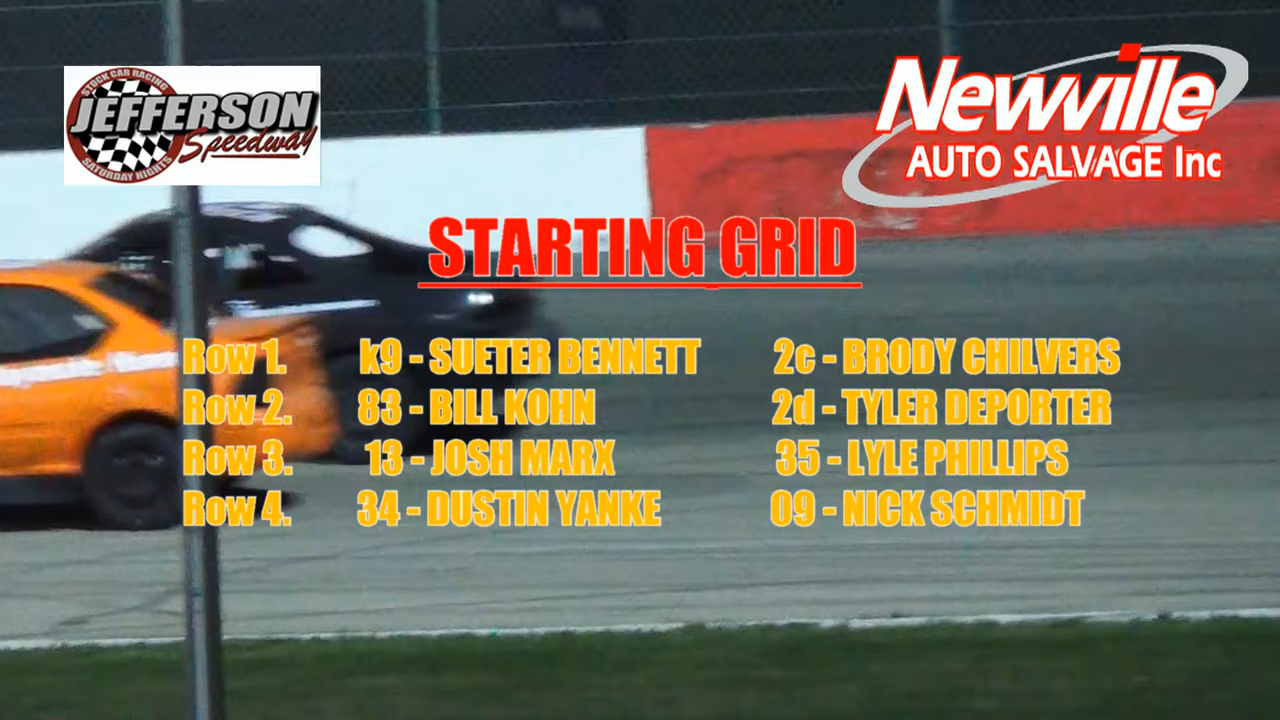 STOCK CAR RACING
JEFFERSON
Speedway
SATURDAY NIGHTS
Newville
AUTO SALVAGE Inc
STARTING GRID
Row 1. k9 - SUETER BENNETT 2c - BRODY CHILVERS
Row 2. 83 - BILL KOHN 2d - TYLER DEPORTER
Row 3. 13 - JOSH MARX 35 - LYLE PHILLIPS
Row 4. 34 - DUSTIN YANKE 09 - NICK SCHMIDT